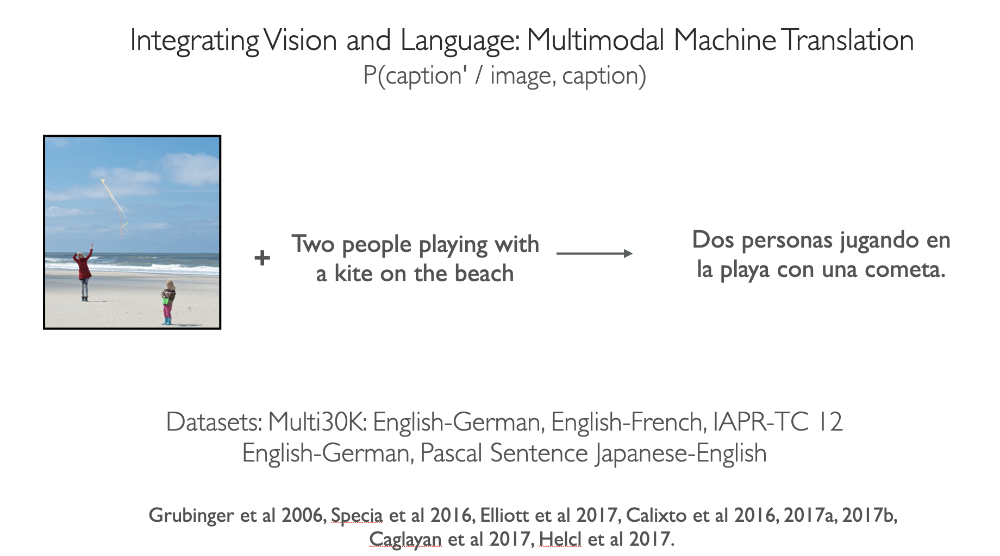 Integrating Vision and Language: Multimodal Machine Translation
P(caption' / image, caption)
+
Two people playing with
a kite on the beach
Dos personas jugando en
la playa con una cometa.
Datasets: Multi30K: English-German, English-French, IAPR-TC 12
English-German, Pascal Sentence Japanese-English
Grubinger et al 2006, Specia et al 2016, Elliott et al 2017, Calixto et al 2016, 2017a, 2017b,
Caglayan et al 2017, Helcl et al 2017.